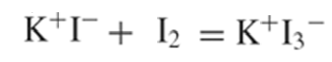 K⁺I⁻ + I₂ = K⁺I₃⁻